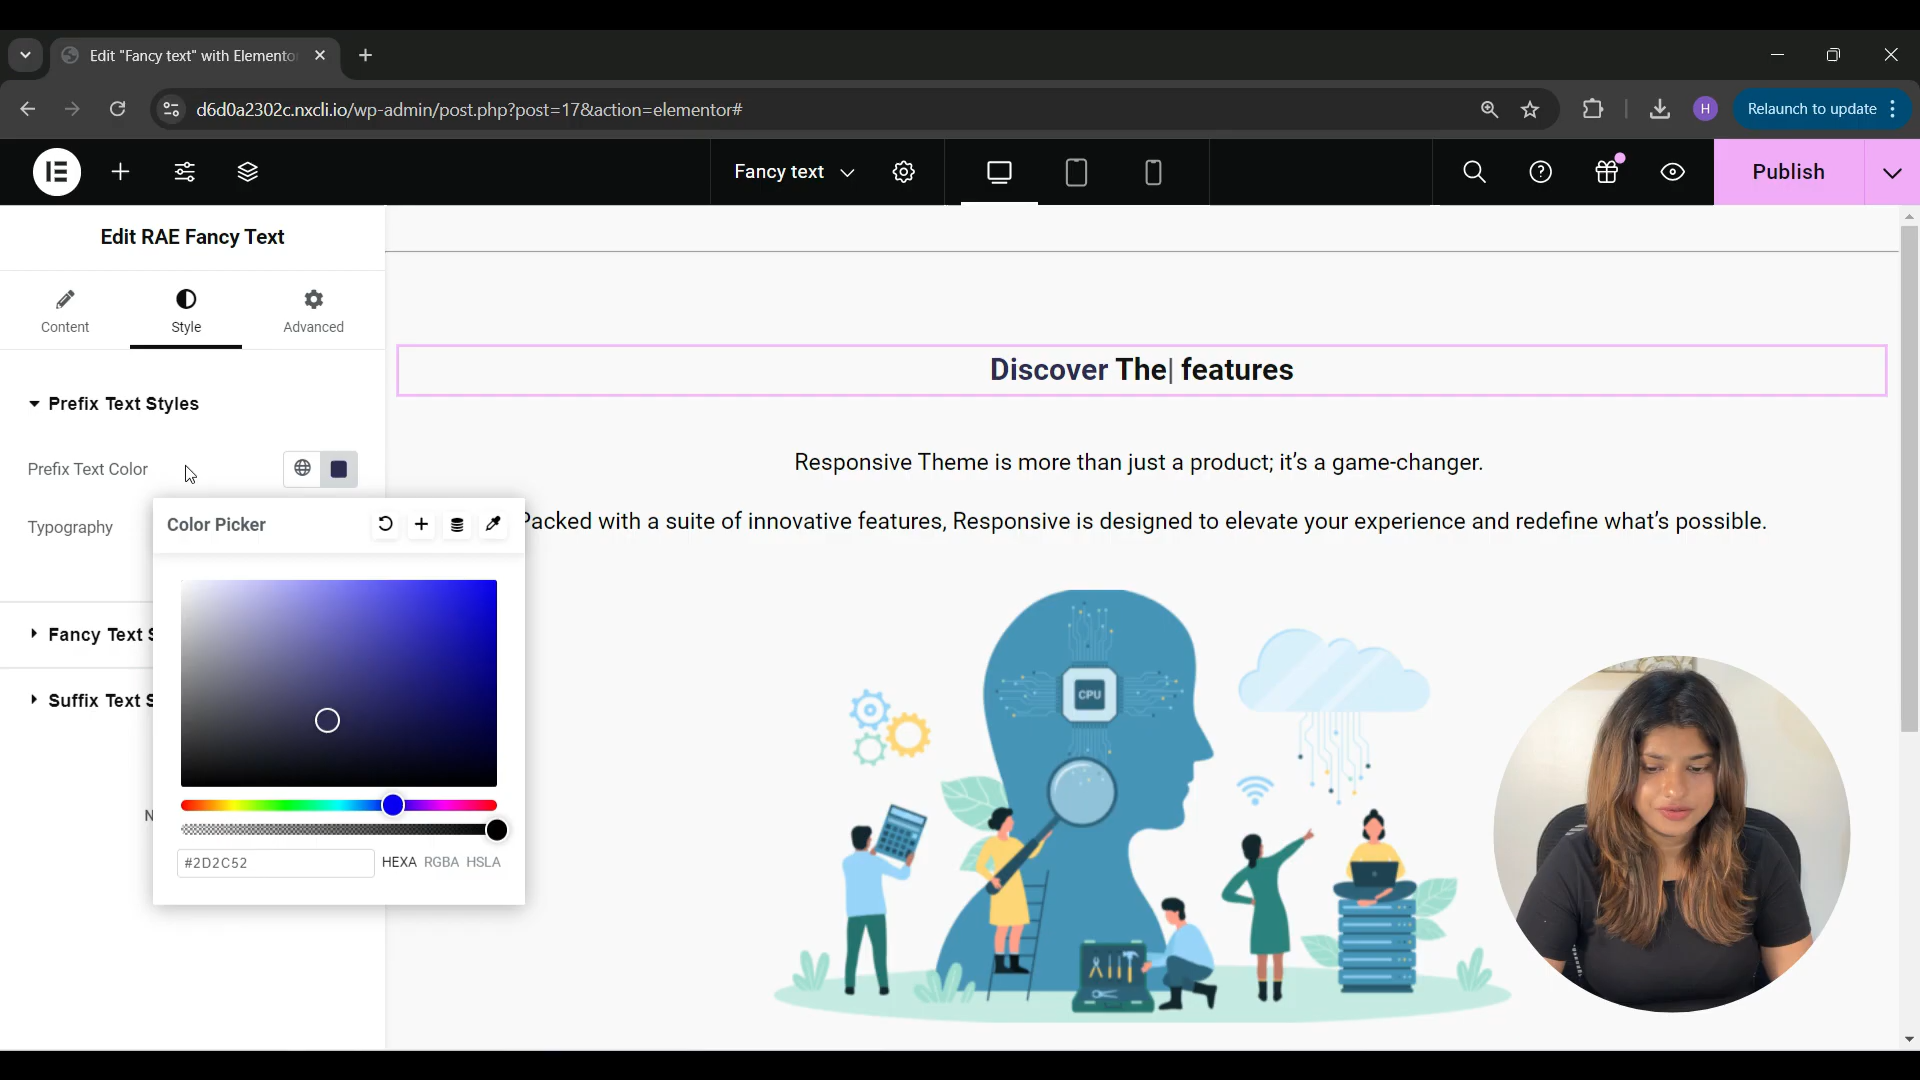 Edit "Fancy text" with Elemento
d6d0a2302c.nxcli.io/wp-admin/post.php?post=17&action=elementor#
H
Relaunch to update
Fancy text
Publish
Edit RAE Fancy Text
Content
Style
Advanced
Prefix Text Styles
Prefix Text Color
Typography
Fancy Text S
Suffix Text S
N
Color Picker
#2D2C52
HEXA RGBA HSLA
Discover The| features
Responsive Theme is more than just a product; it's a game-changer.
Packed with a suite of innovative features, Responsive is designed to elevate your experience and redefine what's possible.
CPU